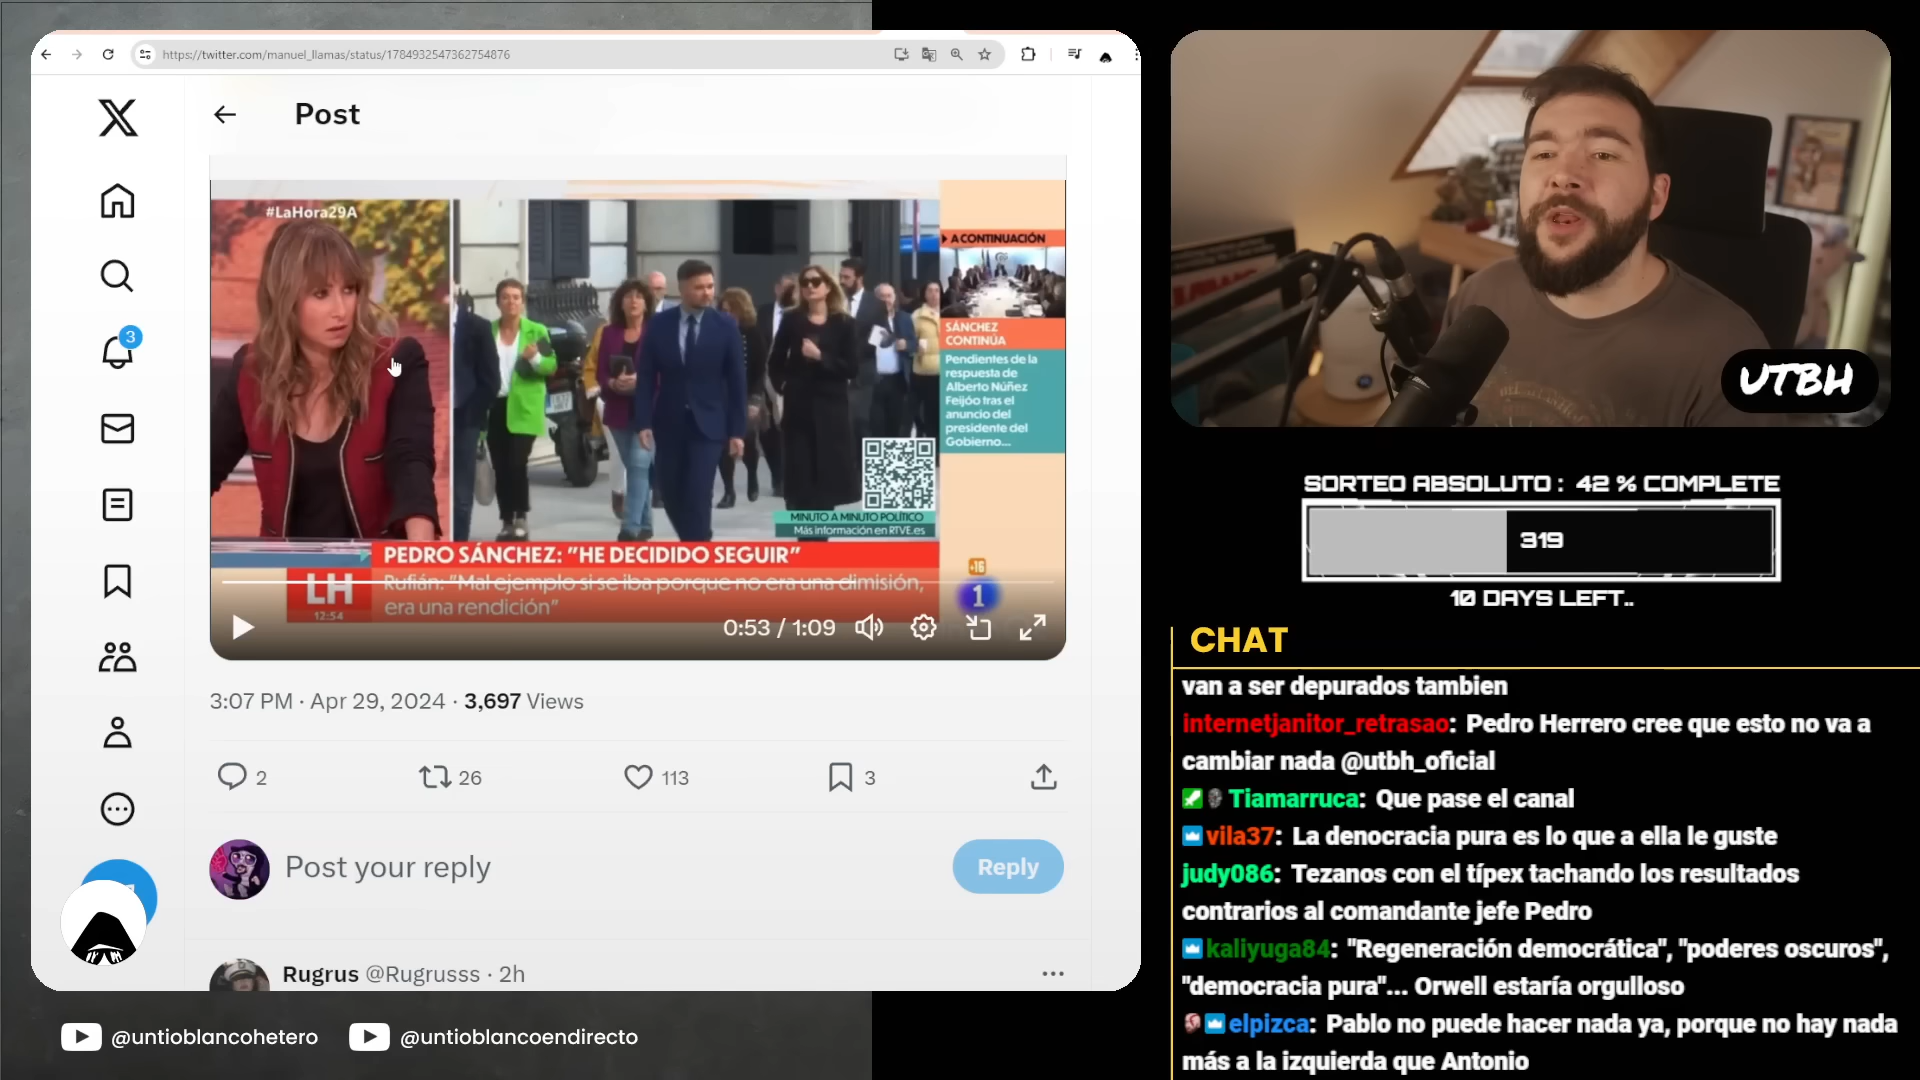 https://twitter.com/manuel_llamas/status/1784932547362754876
Post
3
#LaHora29A
A CONTINUACIÓN
SÁNCHEZ
CONTINÚA
Pendientes de la
respuesta de
Alberto Núñez
Feijóo tras el
anuncio del
presidente del
Gobierno...
MINUTO A MINUTO POLÍTICO
Más información en RTVE.es
PEDRO SÁNCHEZ: "HE DECIDIDO SEGUIR"
Rufián: "Mal ejemplo si se iba porque no era una dimisión,
era una rendición"
LH
12:54
+16
1
0:53 / 1:09
3:07 PM · Apr 29, 2024 · 3,697 Views
2
26
113
3
Post your reply
Reply
Rugrus @Rugrusss · 2h
@untioblancohetero
@untioblancoendirecto
UTBH
SORTEO ABSOLUTO : 42 % COMPLETE
319
10 DAYS LEFT..
CHAT
van a ser depurados tambien
internetjanitor_retrasao: Pedro Herrero cree que esto no va a
cambiar nada @utbh_oficial
Tiamarruca: Que pase el canal
vila37: La denocracia pura es lo que a ella le guste
judy086: Tezanos con el típex tachando los resultados
contrarios al comandante jefe Pedro
kaliyuga84: "Regeneración democrática", "poderes oscuros",
"democracia pura"... Orwell estaría orgulloso
elpizca: Pablo no puede hacer nada ya, porque no hay nada
más a la izquierda que Antonio